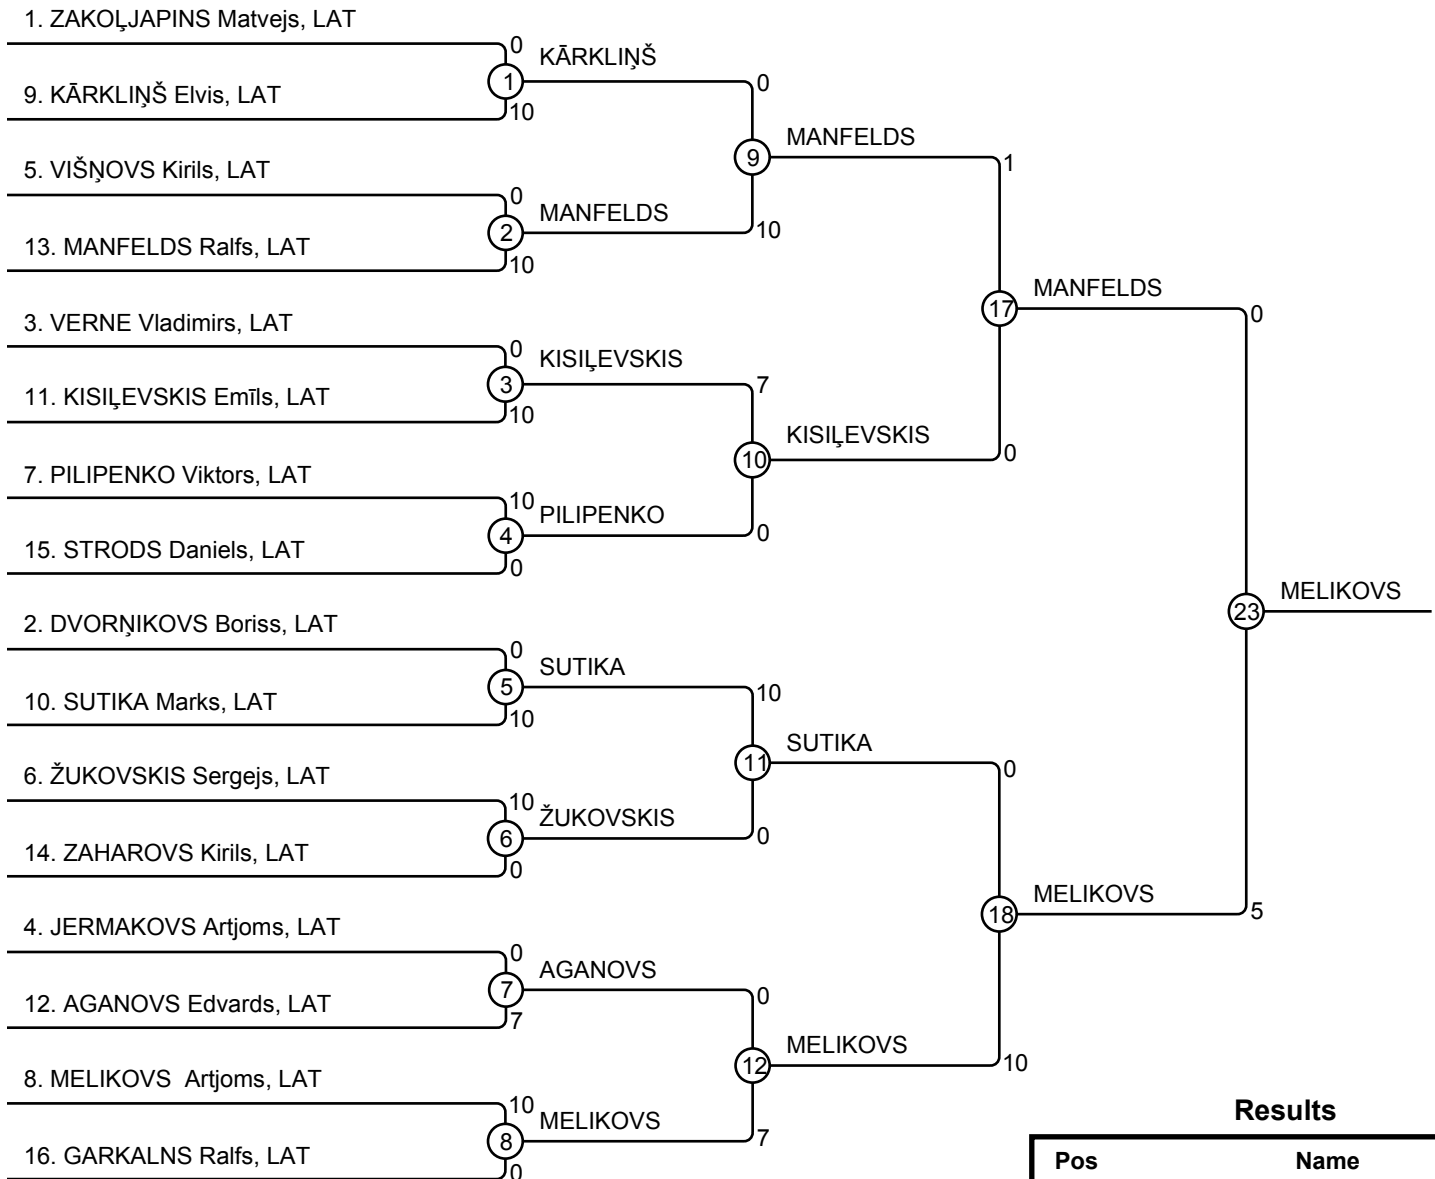 1. ZAKOĻJAPINS Matvejs, LAT
0
KĀRKLIŅŠ
1
0
9. KĀRKLIŅŠ Elvis, LAT
10
MANFELDS
9
1
5. VIŠŅOVS Kirils, LAT
0
MANFELDS
2
10
13. MANFELDS Ralfs, LAT
10
MANFELDS
17
0
3. VERNE Vladimirs, LAT
0
KISIĻEVSKIS
3
7
11. KISIĻEVSKIS Emīls, LAT
10
KISIĻEVSKIS
10
0
7. PILIPENKO Viktors, LAT
10
PILIPENKO
4
0
15. STRODS Daniels, LAT
0
MELIKOVS
23
2. DVORŅIKOVS Boriss, LAT
0
SUTIKA
5
10
10. SUTIKA Marks, LAT
10
SUTIKA
11
0
6. ŽUKOVSKIS Sergejs, LAT
10
ŽUKOVSKIS
6
0
14. ZAHAROVS Kirils, LAT
0
MELIKOVS
18
5
4. JERMAKOVS Artjoms, LAT
0
AGANOVS
7
0
12. AGANOVS Edvards, LAT
7
MELIKOVS
12
10
8. MELIKOVS Artjoms, LAT
10
MELIKOVS
8
7
16. GARKALNS Ralfs, LAT
0
Results
Pos Name